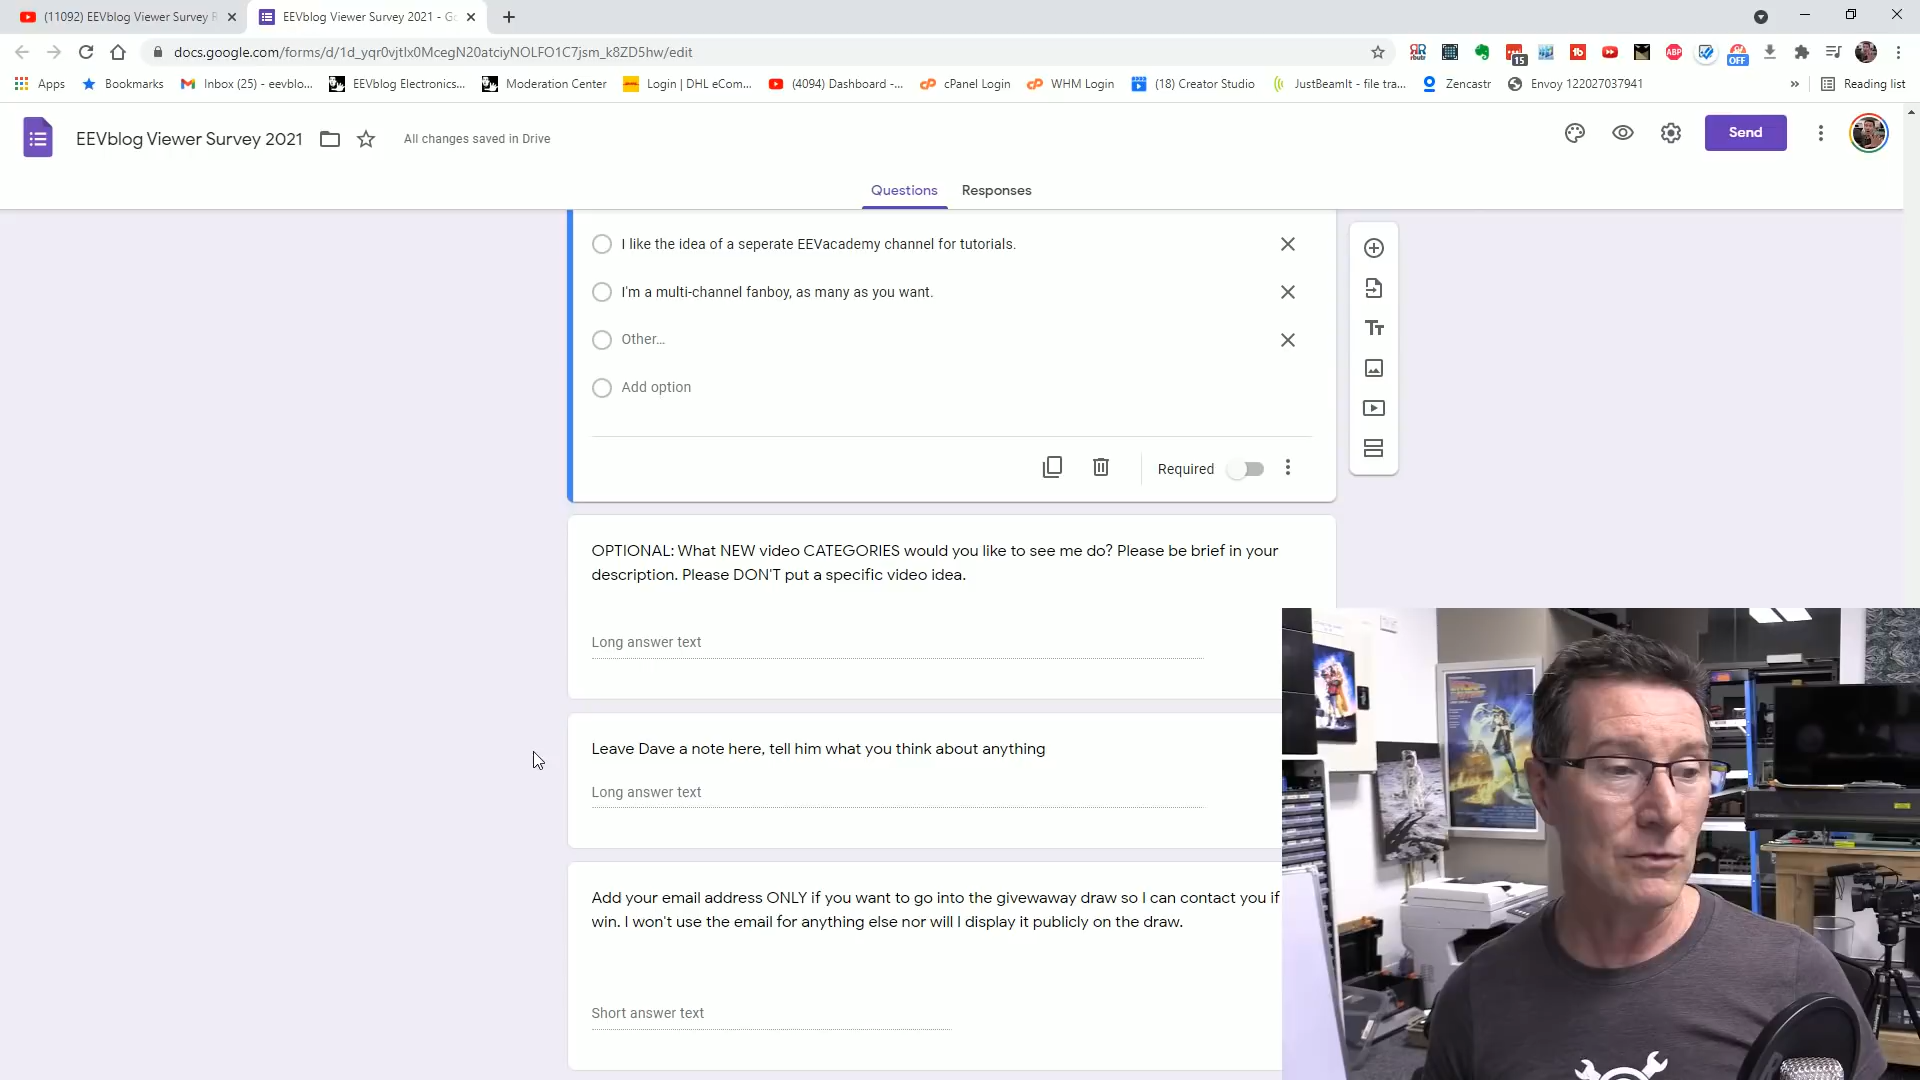 (11092) EEVblog Viewer Survey
EEVblog Viewer Survey 2021 - Go
docs.google.com/forms/d/1d_yqr0vjtIx0McegN20atciyNOLFO1C7jsm_k8ZD5hw/edit
15
ABP
OFF
Apps
Bookmarks
Inbox (25) - eevblo...
EEVblog Electronics...
Moderation Center
Login | DHL eCom...
(4094) Dashboard -...
cPanel Login
WHM Login
(18) Creator Studio
JustBeamIt - file tra...
Zencastr
Envoy 122027037941
»
Reading list
EEVblog Viewer Survey 2021
All changes saved in Drive
Send
Questions
Responses
I like the idea of a seperate EEVacademy channel for tutorials.
I'm a multi-channel fanboy, as many as you want.
Other...
Add option
Required
OPTIONAL: What NEW video CATEGORIES would you like to see me do? Please be brief in your
description. Please DON'T put a specific video idea.
Long answer text
Leave Dave a note here, tell him what you think about anything
Long answer text
Add your email address ONLY if you want to go into the givewaway draw so I can contact you if
win. I won't use the email for anything else nor will I display it publicly on the draw.
Short answer text